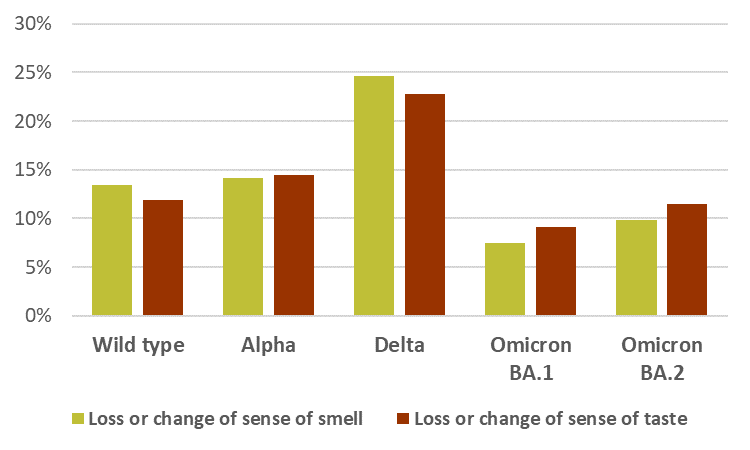 30%
25%
20%
15%
10%
5%
0%
Wild type
Alpha
Delta
Omicron
BA.1
Omicron
BA.2
Loss or change of sense of smell
Loss or change of sense of taste